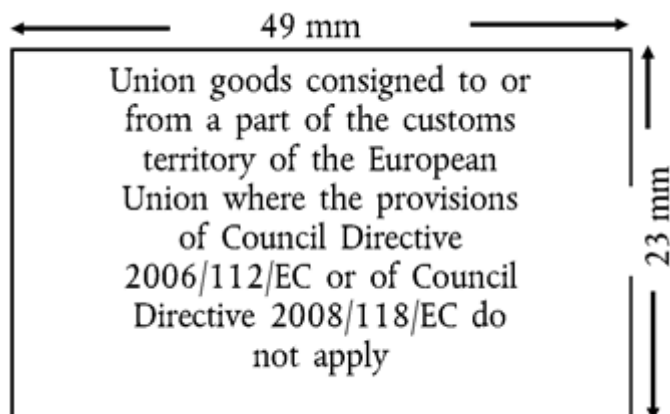 49 mm
Union goods consigned to or
from a part of the customs
territory of the European
Union where the provisions
of Council Directive
2006/112/EC or of Council
Directive 2008/118/EC do
not apply
23 mm